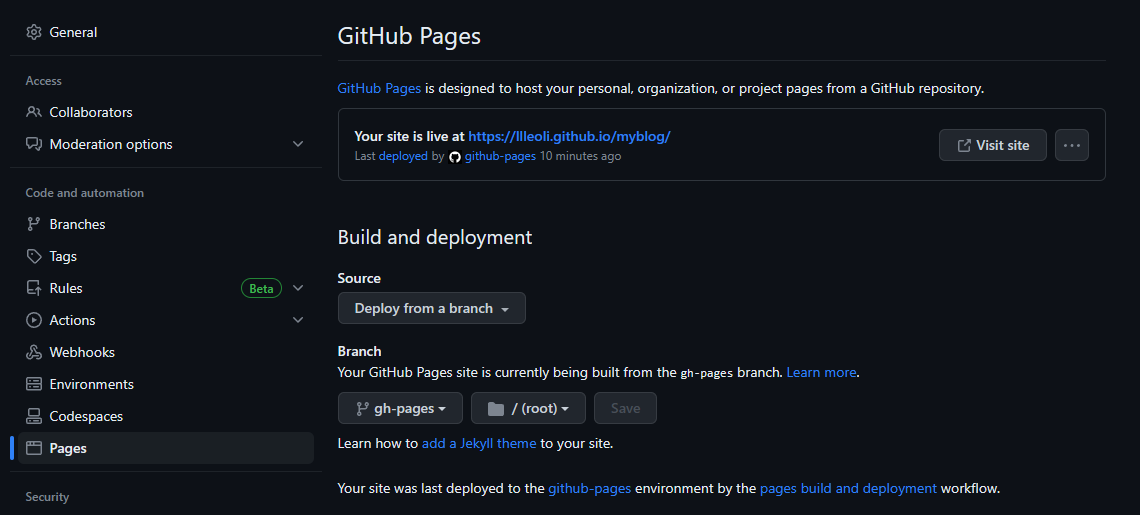 General
Access
Collaborators
Moderation options
Code and automation
Branches
Tags
Rules Beta
Actions
Webhooks
Environments
Codespaces
Pages
Security
GitHub Pages
GitHub Pages is designed to host your personal, organization, or project pages from a GitHub repository.
Your site is live at https://llleoli.github.io/myblog/
Last deployed by github-pages 10 minutes ago
Visit site
Build and deployment
Source
Deploy from a branch
Branch
Your GitHub Pages site is currently being built from the gh-pages branch. Learn more.
gh-pages / (root) Save
Learn how to add a Jekyll theme to your site.
Your site was last deployed to the github-pages environment by the pages build and deployment workflow.